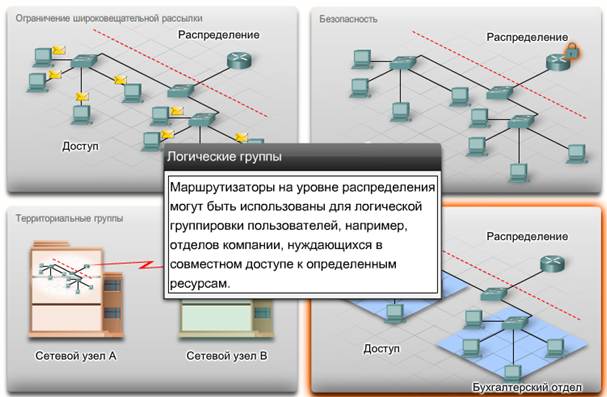 Ограничение широковещательной рассылки
Распределение
Доступ
Безопасность
Распределение
Логические группы
Маршрутизаторы на уровне распределения
могут быть использованы для логической
группировки пользователей, например,
отделов компании, нуждающихся в
совместном доступе к определенным
ресурсам.
Территориальные группы
Сетевой узел A
Сетевой узел B
Распределение
Доступ
Бухгалтерский отдел